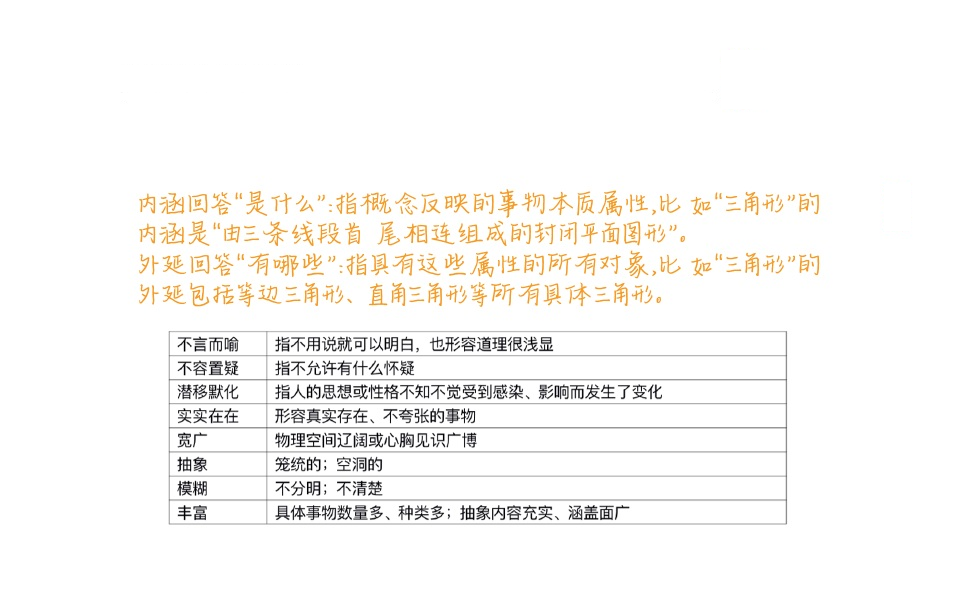 内涵回答“是什么”:指概念反映的事物本质属性,比 如“三角形”的
内涵是“由三条线段首 尾相连组成的封闭平面图形”。
外延回答“有哪些”:指具有这些属性的所有对象,比 如“三角形”的
外延包括等边三角形、直角三角形等所有具体三角形。
不言而喻 指不用说就可以明白，也形容道理很浅显
不容置疑 指不允许有什么怀疑
潜移默化 指人的思想或性格不知不觉受到感染、影响而发生了变化
实实在在 形容真实存在、不夸张的事物
宽广 物理空间辽阔或心胸见识广博
抽象 笼统的；空洞的
模糊 不分明；不清楚
丰富 具体事物数量多、种类多；抽象内容充实、涵盖面广